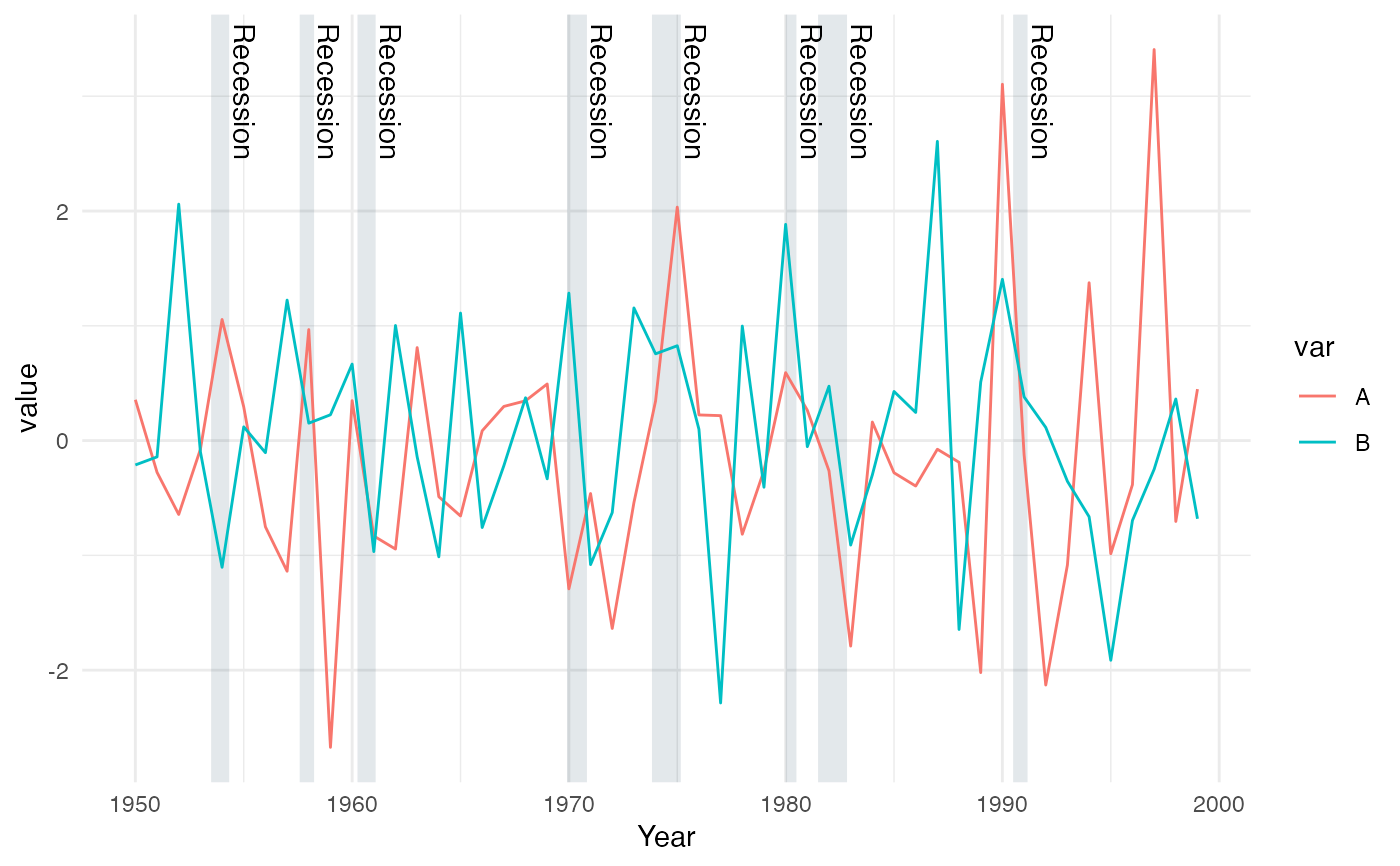 Recession
Recession
Recession
Recession
Recession
Recession
Recession
Recession
value
2
0
-2
1950
1960
1970
1980
1990
2000
Year
var
A
B